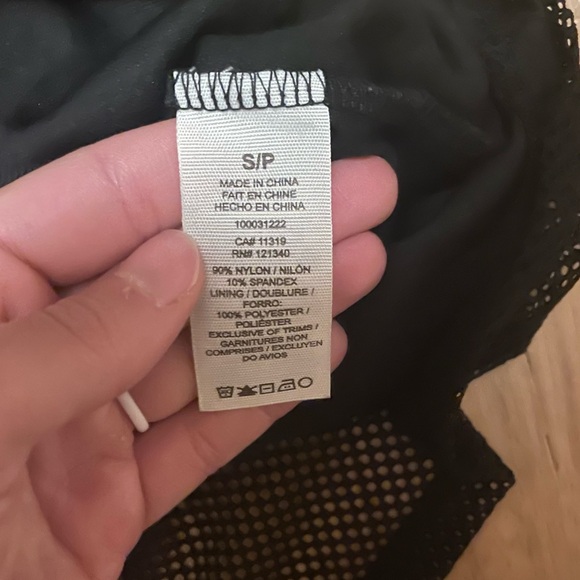 S/P
MADE IN CHINA
FAIT EN CHINE
HECHO EN CHINA
100031222
CA# 11319
RN# 121340
90% NYLON / NILÓN
10% SPANDEX
LINING / DOUBLURE /
FORRO:
100% POLYESTER /
POLIÉSTER
EXCLUSIVE OF TRIMS /
GARNITURES NON
COMPRISES / EXCLUYEN
DO AVIOS